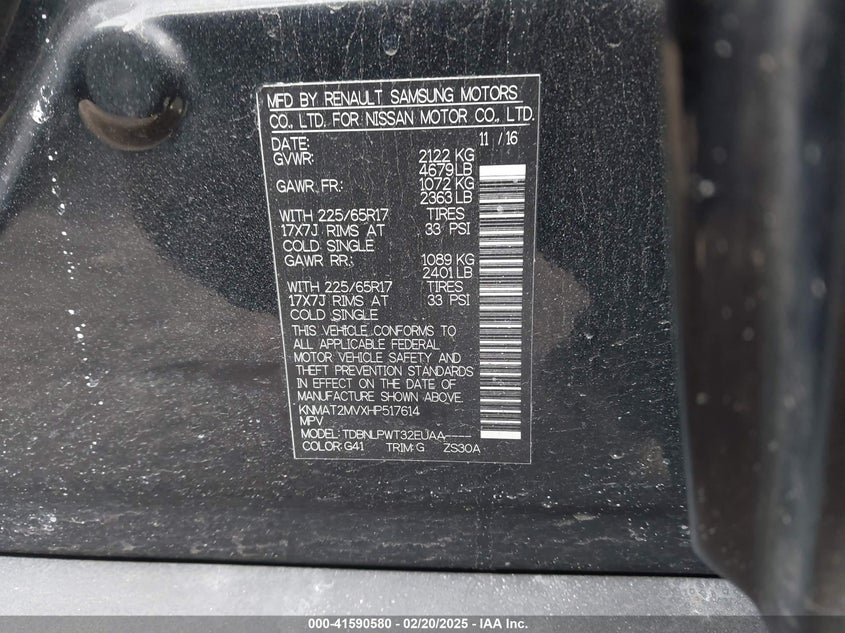 MFD BY RENAULT SAMSUNG MOTORS
CO., LTD. FOR NISSAN MOTOR CO., LTD.
DATE: 11 / 16
GVWR: 2122 KG
4679 LB
GAWR FR.: 1072 KG
2363 LB
WITH 225/65R17 TIRES
17X7J RIMS AT 33 PSI
COLD SINGLE
GAWR RR.: 1089 KG
2401 LB
WITH 225/65R17 TIRES
17X7J RIMS AT 33 PSI
COLD SINGLE
THIS VEHICLE CONFORMS TO
ALL APPLICABLE FEDERAL
MOTOR VEHICLE SAFETY AND
THEFT PREVENTION STANDARDS
IN EFFECT ON THE DATE OF
MANUFACTURE SHOWN ABOVE.
KNMAT2MVXHP517614
MPV
MODEL: TDBNLPWT32EUAA-----
COLOR: G41 TRIM: G ZS30A
000-41590580 - 02/20/2025 - IAA Inc.